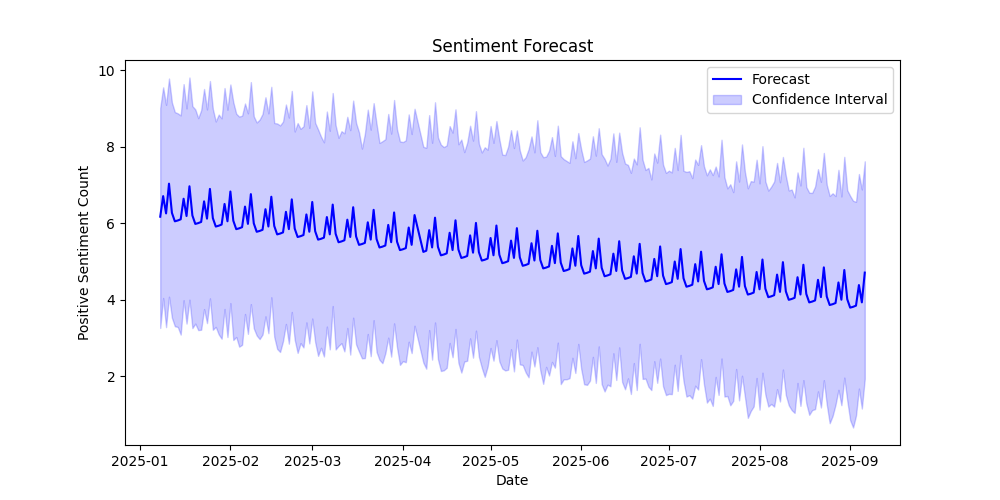 Sentiment Forecast
Forecast
Confidence Interval
Positive Sentiment Count
10
8
6
4
2
2025-01 2025-02 2025-03 2025-04 2025-05 2025-06 2025-07 2025-08 2025-09
Date